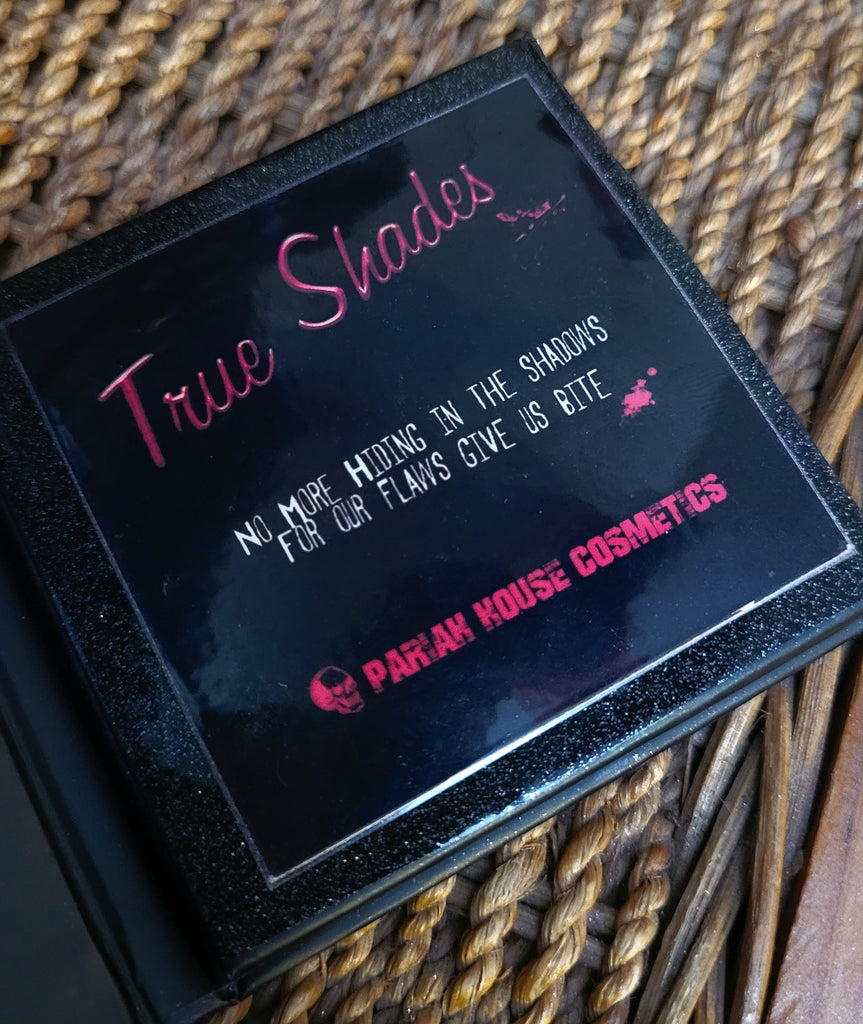 True Shades
No More Hiding in the shadows
For our flaws give us bite
PARIAH HOUSE COSMETICS